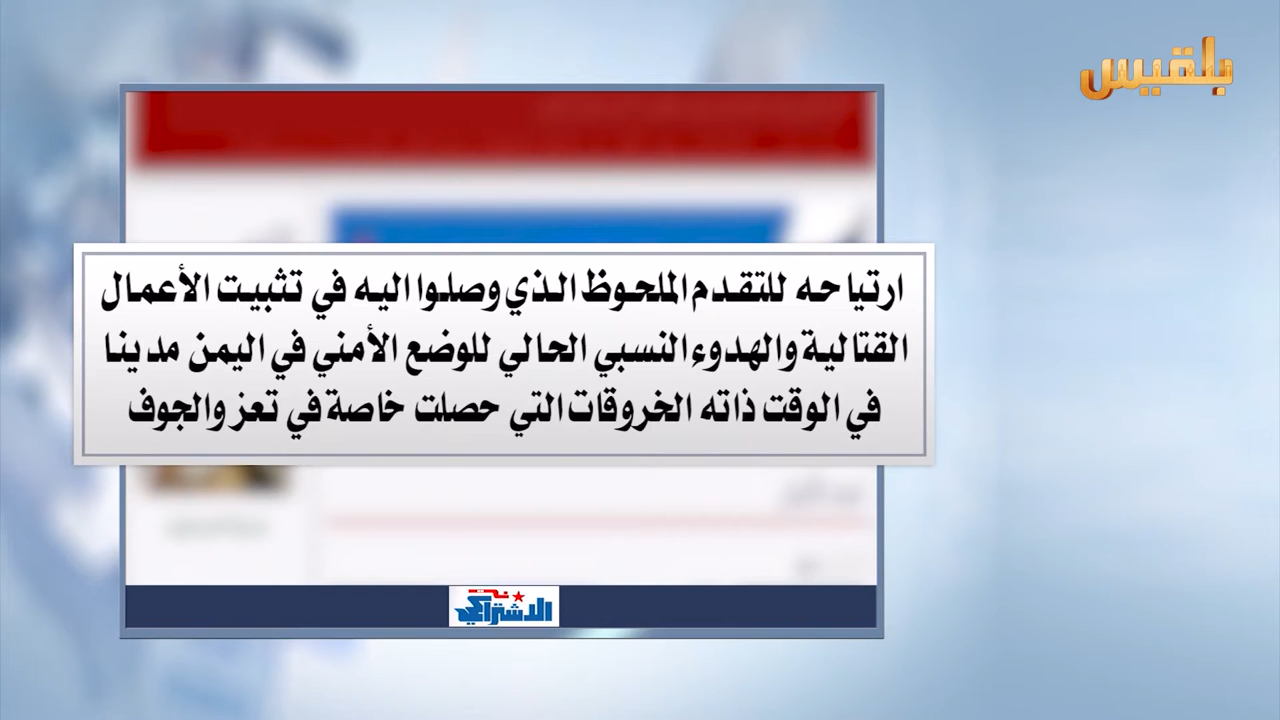 بلقيس
ارتياحه للتقدم الملحوظ الذي وصلوا اليه في تثبيت الأعمال
القتالية والهدوء النسبي الحالي للوضع الأمني في اليمن مدينا
في الوقت ذاته الخروقات التي حصلت خاصة في تعز والجوف
الاشتراكي نت